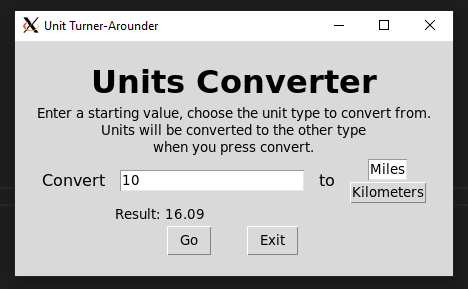 Unit Turner-Arounder
Units Converter
Enter a starting value, choose the unit type to convert from.
Units will be converted to the other type
when you press convert.
Convert 10 to Miles
Kilometers
Result: 16.09
Go Exit